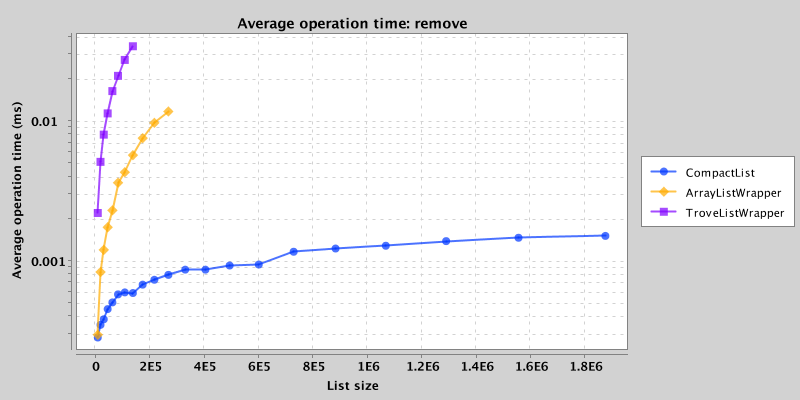 Average operation time: remove
Average operation time (ms)
0.01
0.001
0 2E5 4E5 6E5 8E5 1E6 1.2E6 1.4E6 1.6E6 1.8E6
List size
CompactList
ArrayListWrapper
TroveListWrapper